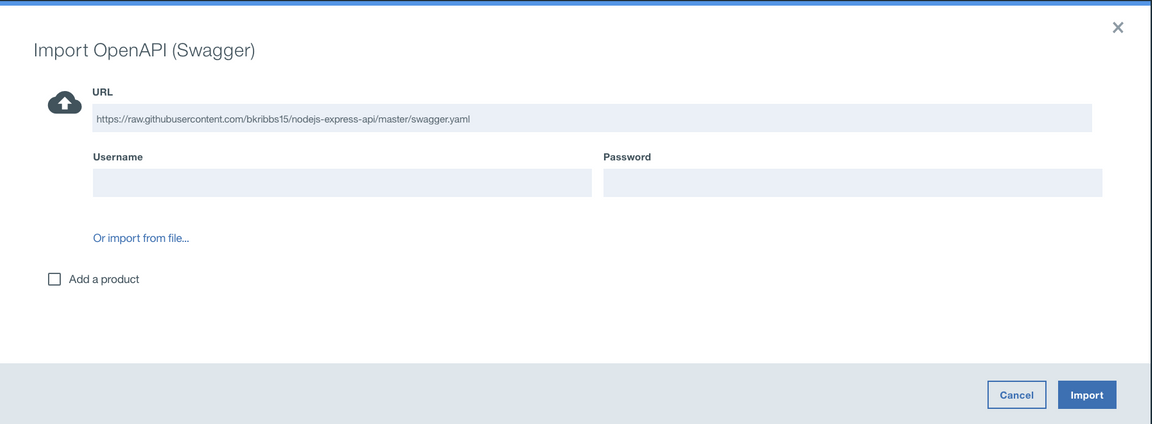 Import OpenAPI (Swagger)
URL
https://raw.githubusercontent.com/bkribbs15/nodejs-express-api/master/swagger.yaml
Username Password
Or import from file...
Add a product
Cancel Import